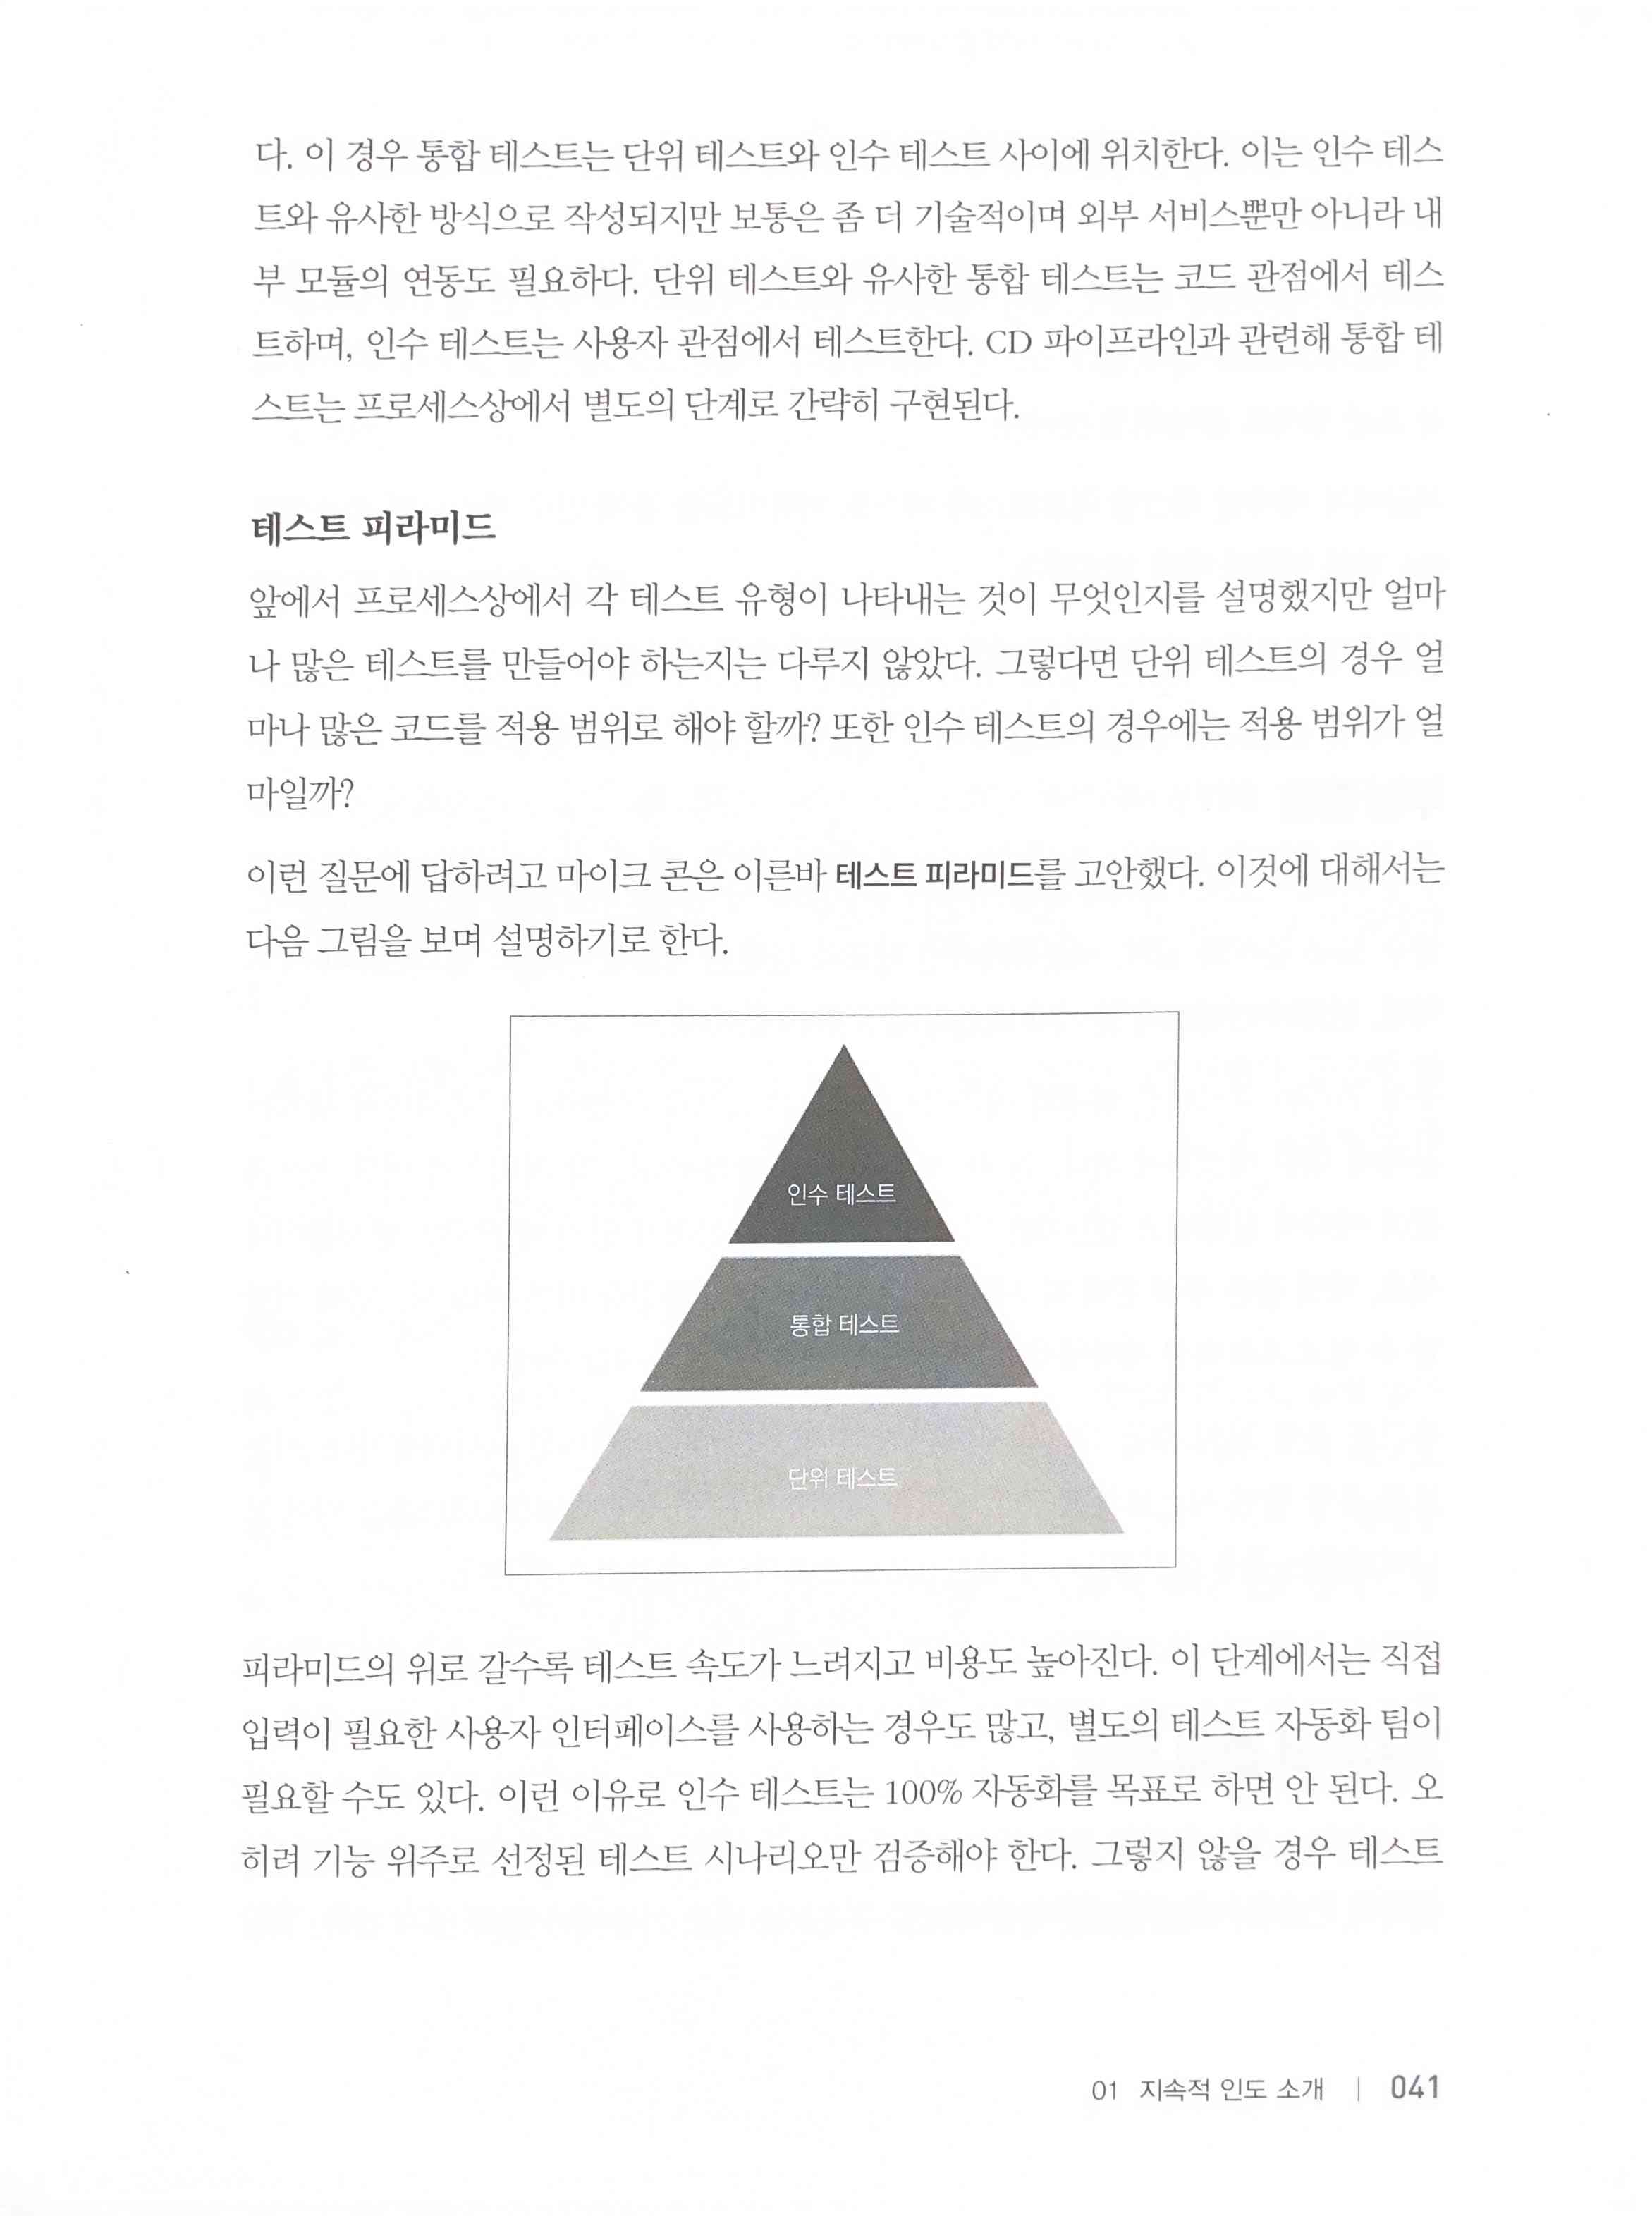 다. 이 경우 통합 테스트는 단위 테스트와 인수 테스트 사이에 위치한다. 이는 인수 테스
트와 유사한 방식으로 작성되지만 보통은 좀 더 기술적이며 외부 서비스뿐만 아니라 내
부 모듈의 연동도 필요하다. 단위 테스트와 유사한 통합 테스트는 코드 관점에서 테스
트하며, 인수 테스트는 사용자 관점에서 테스트한다. CD 파이프라인과 관련해 통합 테
스트는 프로세스상에서 별도의 단계로 간략히 구현된다.
테스트 피라미드
앞에서 프로세스상에서 각 테스트 유형이 나타내는 것이 무엇인지를 설명했지만 얼마
나 많은 테스트를 만들어야 하는지는 다루지 않았다. 그렇다면 단위 테스트의 경우 얼
마나 많은 코드를 적용 범위로 해야 할까? 또한 인수 테스트의 경우에는 적용 범위가 얼
마일까?
이런 질문에 답하려고 마이크 콘은 이른바 테스트 피라미드를 고안했다. 이것에 대해서는
다음 그림을 보며 설명하기로 한다.
인수 테스트
통합 테스트
단위 테스트
피라미드의 위로 갈수록 테스트 속도가 느려지고 비용도 높아진다. 이 단계에서는 직접
입력이 필요한 사용자 인터페이스를 사용하는 경우도 많고, 별도의 테스트 자동화 팀이
필요할 수도 있다. 이런 이유로 인수 테스트는 100% 자동화를 목표로 하면 안 된다. 오
히려 기능 위주로 선정된 테스트 시나리오만 검증해야 한다. 그렇지 않을 경우 테스트
01 지속적 인도 소개 | 041